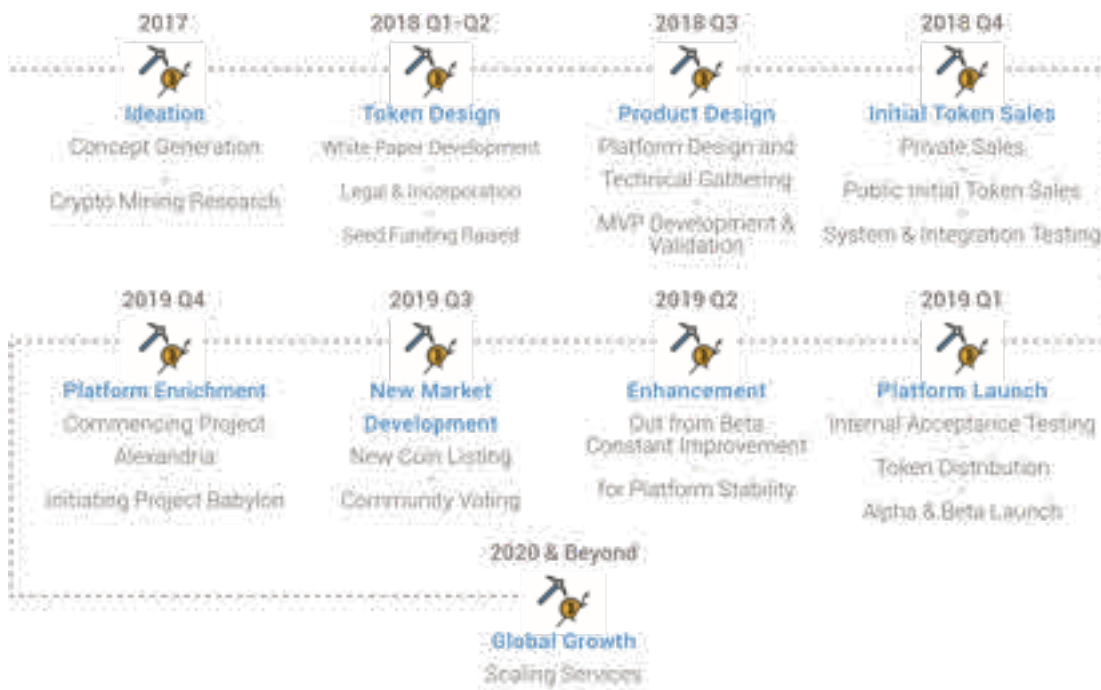 2017
Ideation
Concept Generation
Crypto Mining Research
2018 Q1-Q2
Token Design
White Paper Development
Legal & Incorporation
Seed Funding Raised
2018 Q3
Product Design
Platform Design and
Technical Gathering
MVP Development &
Validation
2018 Q4
Initial Token Sales
Private Sales
Public Initial Token Sales
System & Integration Testing
2019 Q1
Platform Launch
Internal Acceptance Testing
Token Distribution
Alpha & Beta Launch
2019 Q2
Enhancement
Out from Beta
Constant Improvement
for Platform Stability
2019 Q3
New Market
Development
New Coin Listing
Community Voting
2019 Q4
Platform Enrichment
Commencing Project
Alexandria
Initiating Project Babylon
2020 & Beyond
Global Growth
Scaling Services